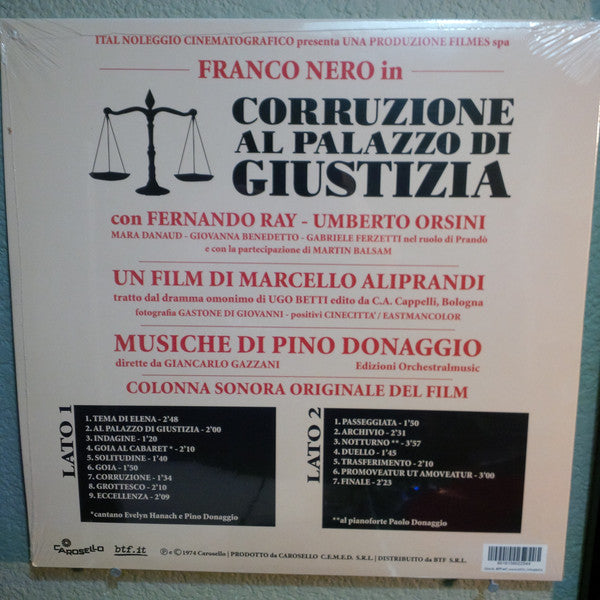 ITAL NOLEGGIO CINEMATOGRAFICO presenta UNA PRODUZIONE FILMES spa
FRANCO NERO in
CORRUZIONE
AL PALAZZO DI
GIUSTIZIA
con FERNANDO RAY - UMBERTO ORSINI
MARA DANAUD - GIOVANNA BENEDETTO - GABRIELE FERZETTI nel ruolo di Prandò
e con la partecipazione di MARTIN BALSAM
UN FILM DI MARCELLO ALIPRANDI
tratto dal dramma omonimo di UGO BETTI edito da C.A. Cappelli, Bologna
fotografia GASTONE DI GIOVANNI - positivi CINECITTA' / EASTMANCOLOR
MUSICHE DI PINO DONAGGIO
dirette da GIANCARLO GAZZANI
Edizioni Orchestralmusic
COLONNA SONORA ORIGINALE DEL FILM
LATO 1
1. TEMA DI ELENA - 2'48
2. AL PALAZZO DI GIUSTIZIA - 2'00
3. INDAGINE - 1'20
4. GOIA AL CABARET * - 2'10
5. SOLITUDINE - 1'40
6. GOIA - 1'50
7. CORRUZIONE - 1'34
8. GROTTESCO - 2'10
9. ECCELLENZA - 2'09
*cantano Evelyn Hanach e Pino Donaggio
LATO 2
1. PASSEGGIATA - 1'50
2. ARCHIVIO - 2'31
3. NOTTURNO ** - 3'57
4. DUELLO - 1'45
5. TRASFERIMENTO - 2'10
6. PROMOVEATUR UT AMOVEATUR - 3'00
7. FINALE - 2'23
**al pianoforte Paolo Donaggio
CAROSELLO
btf.it
℗ e © 1974 Carosello | PRODOTTO da CAROSELLO C.E.M.E.D. S.R.L. | DISTRIBUITO da BTF S.R.L.